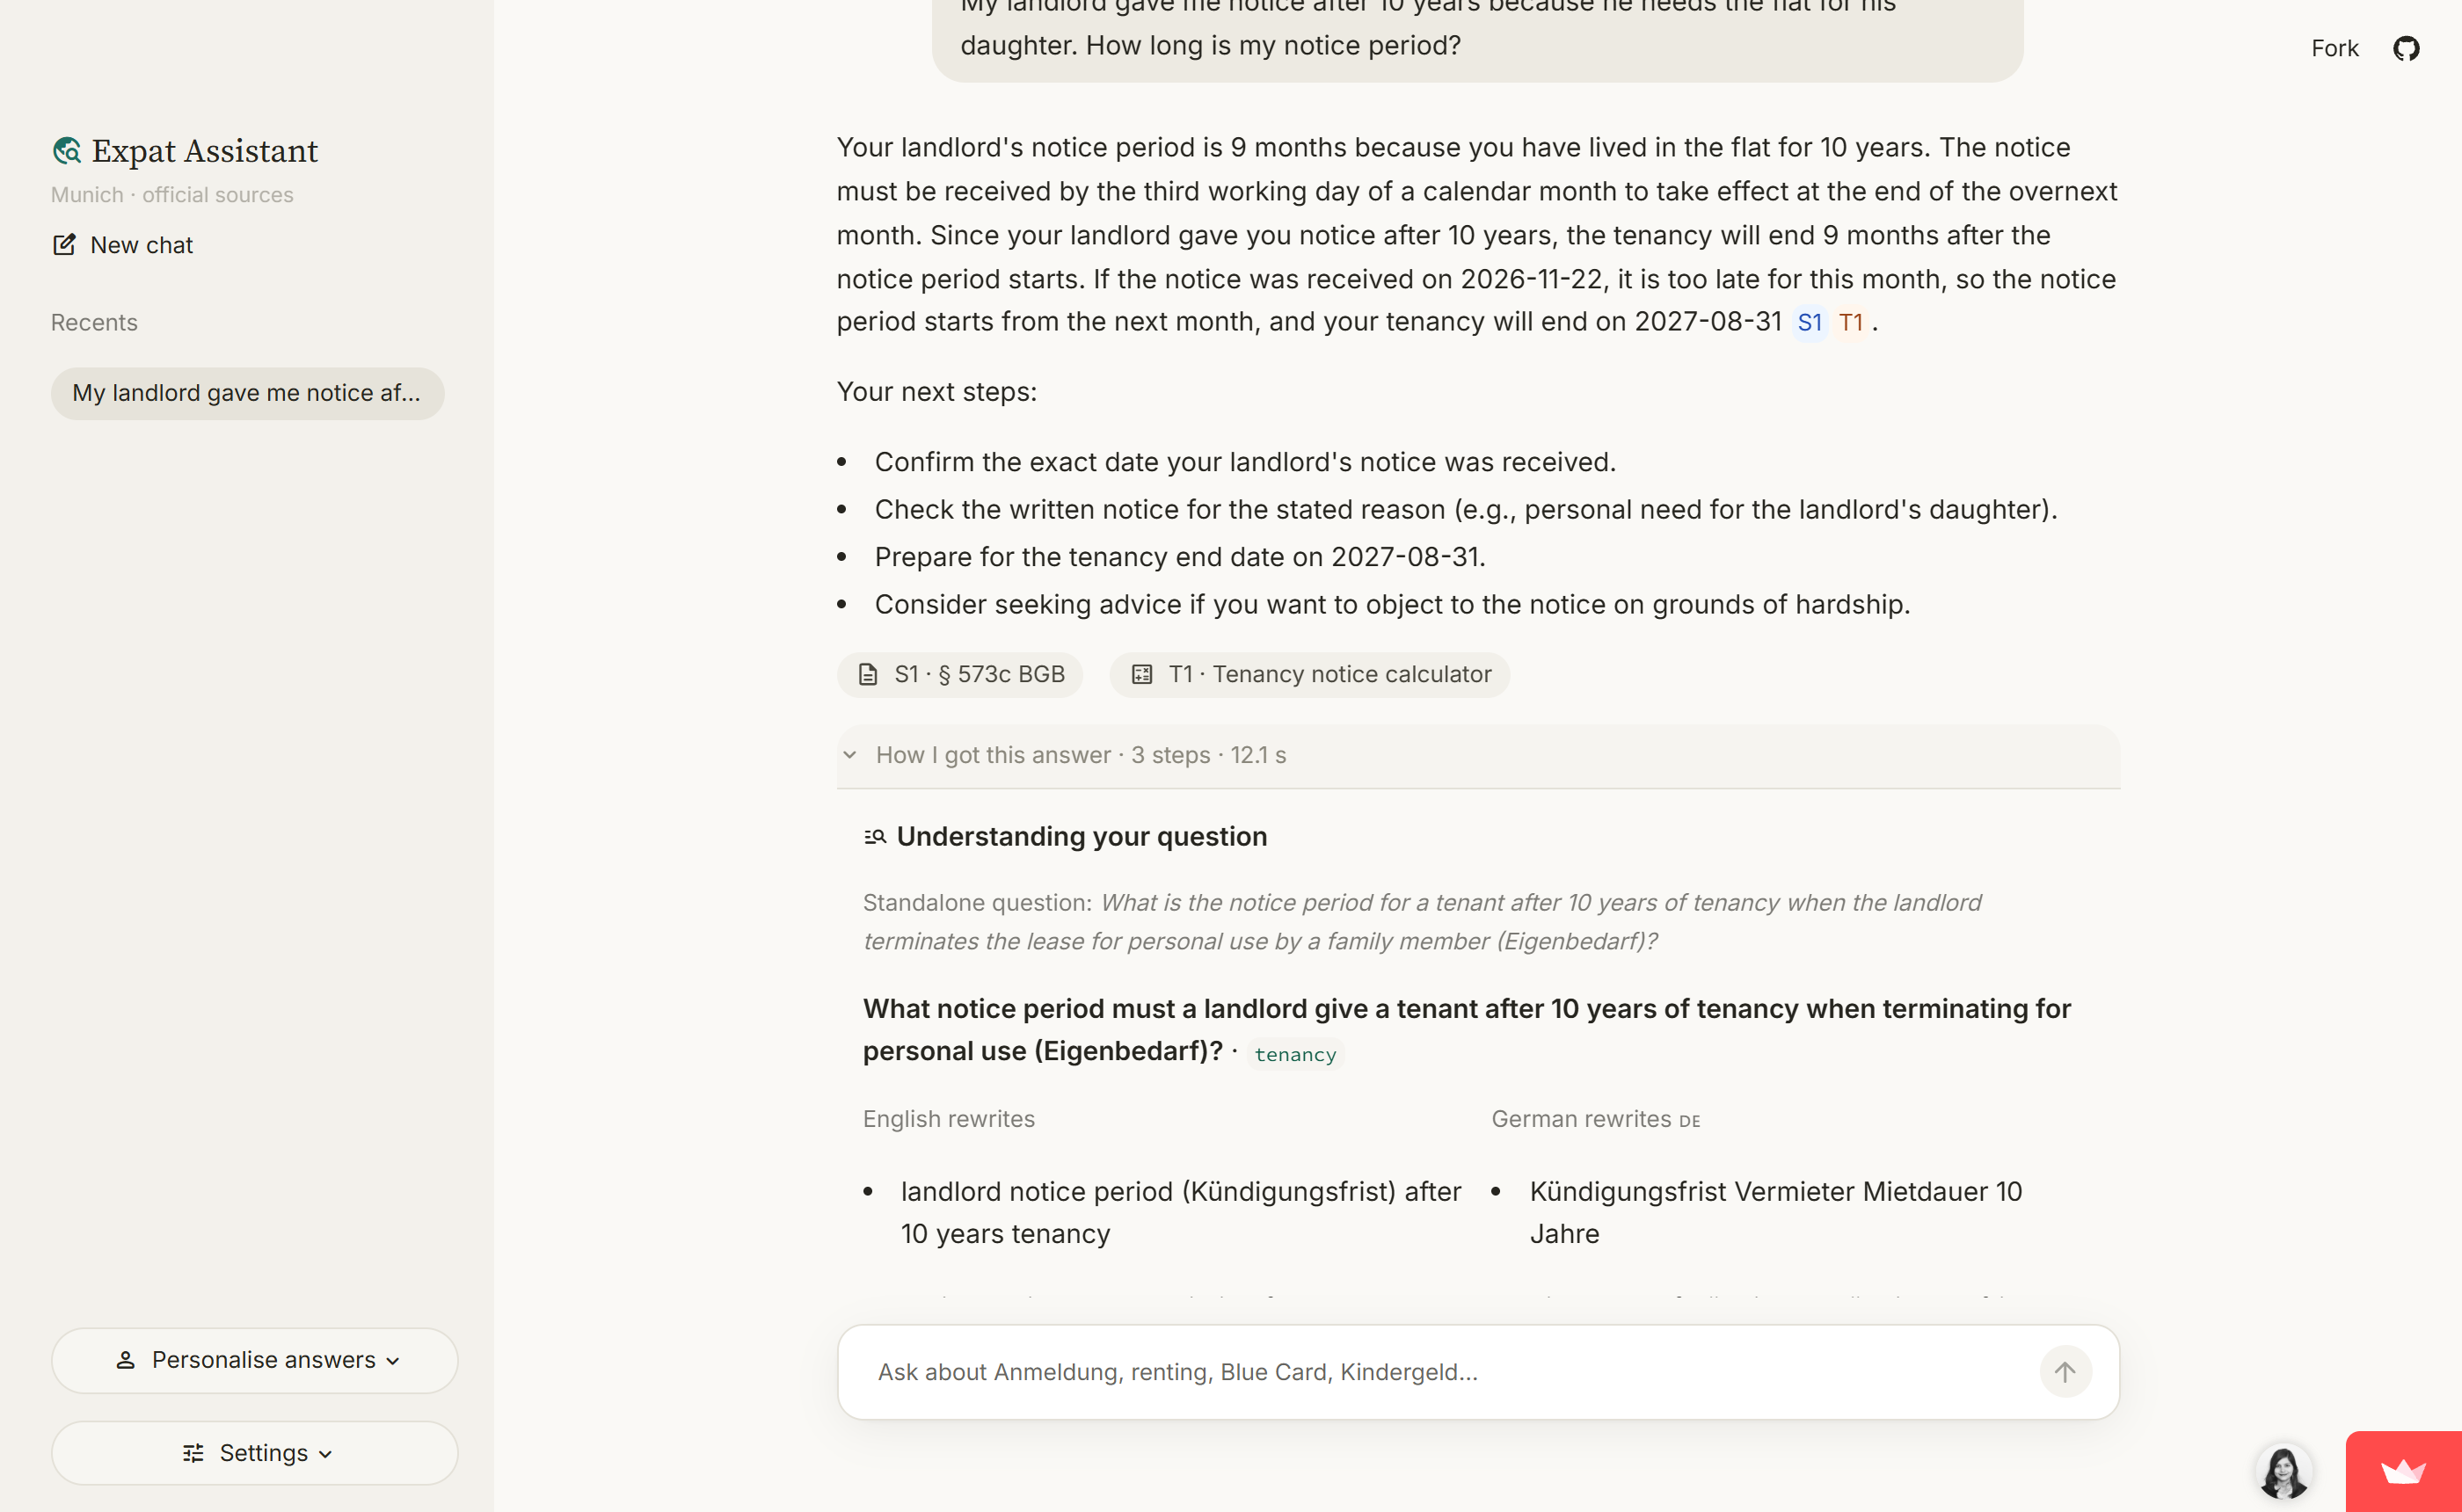 My landlord gave me notice after 10 years because he needs the flat for his
daughter. How long is my notice period?
Fork
Expat Assistant
Munich · official sources
New chat
Recents
My landlord gave me notice af...
Your landlord's notice period is 9 months because you have lived in the flat for 10 years. The notice
must be received by the third working day of a calendar month to take effect at the end of the overnext
month. Since your landlord gave you notice after 10 years, the tenancy will end 9 months after the
notice period starts. If the notice was received on 2026-11-22, it is too late for this month, so the notice
period starts from the next month, and your tenancy will end on 2027-08-31 S1 T1 .
Your next steps:
• Confirm the exact date your landlord's notice was received.
• Check the written notice for the stated reason (e.g., personal need for the landlord's daughter).
• Prepare for the tenancy end date on 2027-08-31.
• Consider seeking advice if you want to object to the notice on grounds of hardship.
S1 · § 573c BGB
T1 · Tenancy notice calculator
How I got this answer · 3 steps · 12.1 s
Understanding your question
Standalone question: What is the notice period for a tenant after 10 years of tenancy when the landlord
terminates the lease for personal use by a family member (Eigenbedarf)?
What notice period must a landlord give a tenant after 10 years of tenancy when terminating for
personal use (Eigenbedarf)? · tenancy
English rewrites
• landlord notice period (Kündigungsfrist) after
10 years tenancy
German rewrites DE
• Kündigungsfrist Vermieter Mietdauer 10
Jahre
Ask about Anmeldung, renting, Blue Card, Kindergeld...
Personalise answers
Settings